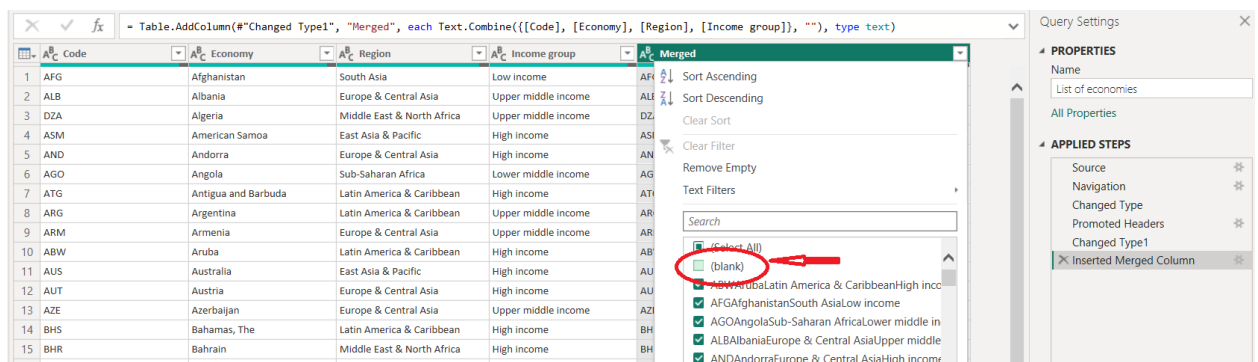 fx = Table.AddColumn(#"Changed Type1", "Merged", each Text.Combine({[Code], [Economy], [Region], [Income group]}, ""), type text)
ABC Code ABC Economy ABC Region ABC Income group ABC Merged
1 AFG Afghanistan South Asia Low income
2 ALB Albania Europe & Central Asia Upper middle income
3 DZA Algeria Middle East & North Africa Upper middle income
4 ASM American Samoa East Asia & Pacific High income
5 AND Andorra Europe & Central Asia High income
6 AGO Angola Sub-Saharan Africa Lower middle income
7 ATG Antigua and Barbuda Latin America & Caribbean High income
8 ARG Argentina Latin America & Caribbean Upper middle income
9 ARM Armenia Europe & Central Asia Upper middle income
10 ABW Aruba Latin America & Caribbean High income
11 AUS Australia East Asia & Pacific High income
12 AUT Austria Europe & Central Asia High income
13 AZE Azerbaijan Europe & Central Asia Upper middle income
14 BHS Bahamas, The Latin America & Caribbean High income
15 BHR Bahrain Middle East & North Africa High income
Sort Ascending
Sort Descending
Clear Sort
Clear Filter
Remove Empty
Text Filters
Search
(Select All)
(blank)
ABWArubaLatin America & CaribbeanHigh inco
AFGAfghanistanSouth AsiaLow income
AGOAngolaSub-Saharan AfricaLower middle in
ALBAlbaniaEurope & Central AsiaUpper middle
ANDAndorraEurope & Central AsiaHigh income
Query Settings
PROPERTIES
Name
List of economies
All Properties
APPLIED STEPS
Source
Navigation
Changed Type
Promoted Headers
Changed Type1
Inserted Merged Column